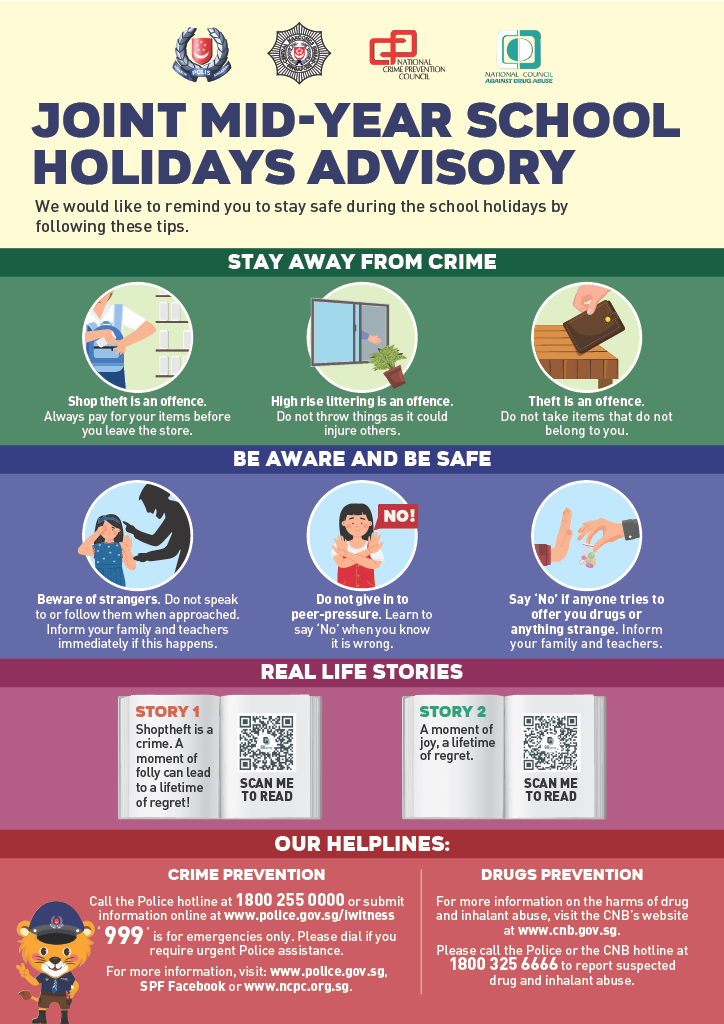 POLIS
NATIONAL
CRIME PREVENTION
COUNCIL
NATIONAL COUNCIL
AGAINST DRUG ABUSE
JOINT MID-YEAR SCHOOL
HOLIDAYS ADVISORY
We would like to remind you to stay safe during the school holidays by
following these tips.
STAY AWAY FROM CRIME
Shop theft is an offence.
Always pay for your items before
you leave the store.
High rise littering is an offence.
Do not throw things as it could
injure others.
Theft is an offence.
Do not take items that do not
belong to you.
BE AWARE AND BE SAFE
NO!
Beware of strangers. Do not speak
to or follow them when approached.
Inform your family and teachers
immediately if this happens.
Do not give in to
peer-pressure. Learn to
say ‘No’ when you know
it is wrong.
Say ‘No’ if anyone tries to
offer you drugs or
anything strange. Inform
your family and teachers.
REAL LIFE STORIES
STORY 1
Shoptheft is a
crime. A
moment of
folly can lead
to a lifetime
of regret!
SCAN ME
TO READ
STORY 2
A moment of
joy, a lifetime
of regret.
SCAN ME
TO READ
OUR HELPLINES:
CRIME PREVENTION
Call the Police hotline at 1800 255 0000 or submit
information online at www.police.gov.sg/iwitness
‘999’ is for emergencies only. Please dial if you
require urgent Police assistance.
For more information, visit: www.police.gov.sg,
SPF Facebook or www.ncpc.org.sg.
DRUGS PREVENTION
For more information on the harms of drug
and inhalant abuse, visit the CNB’s website
at www.cnb.gov.sg.
Please call the Police or the CNB hotline at
1800 325 6666 to report suspected
drug and inhalant abuse.